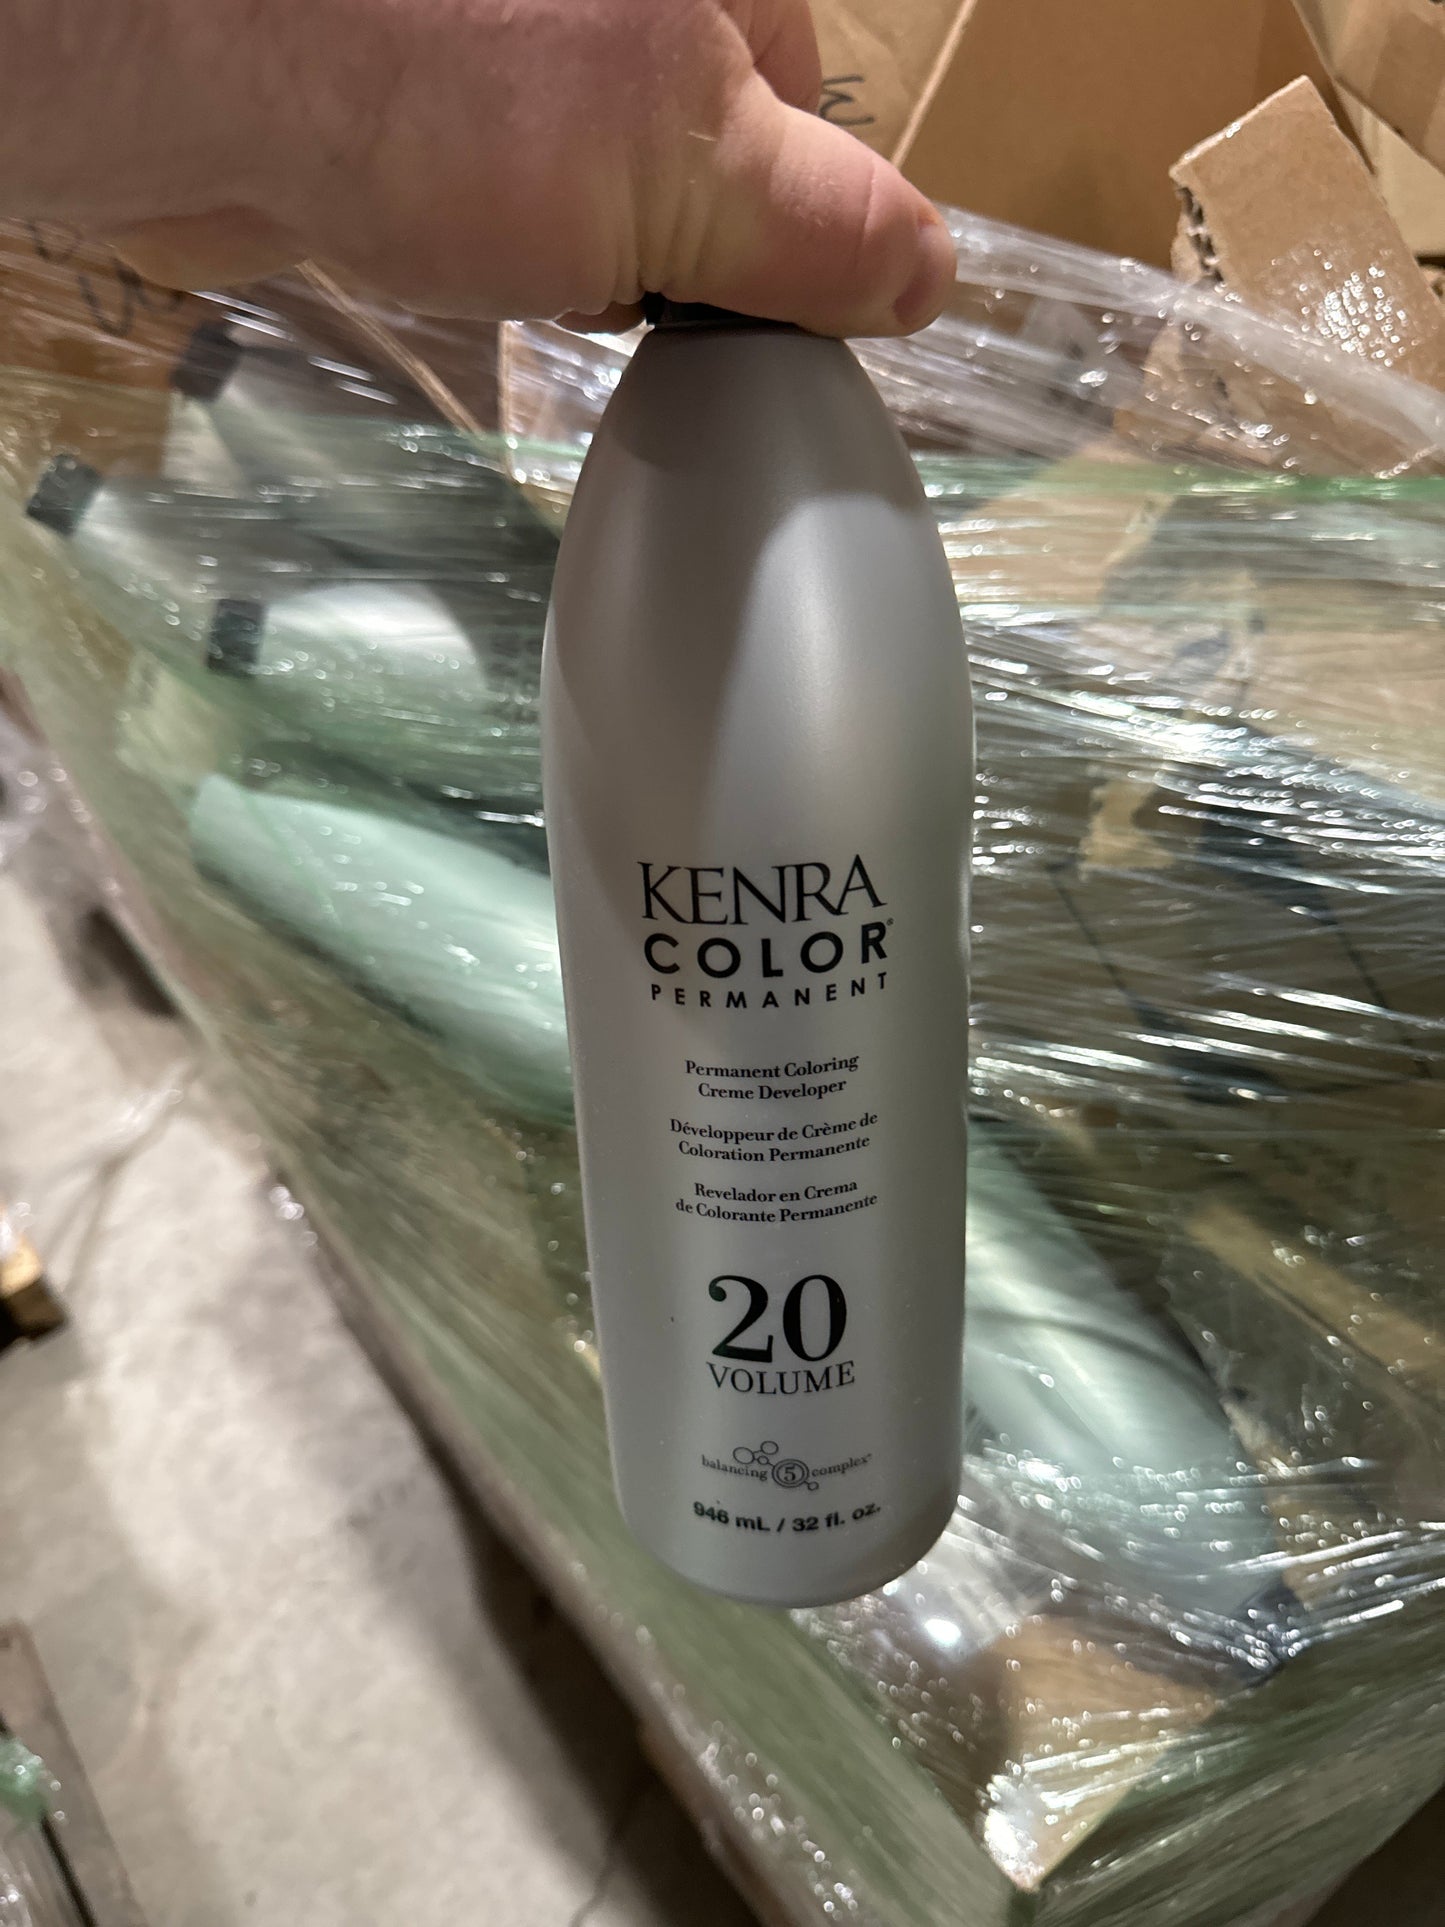 KENRA
COLOR®
PERMANENT
Permanent Coloring
Creme Developer
Développeur de Crème de
Coloration Permanente
Revelador en Crema
de Colorante Permanente
20
VOLUME
balancing 5 complex
946 mL / 32 fl. oz.